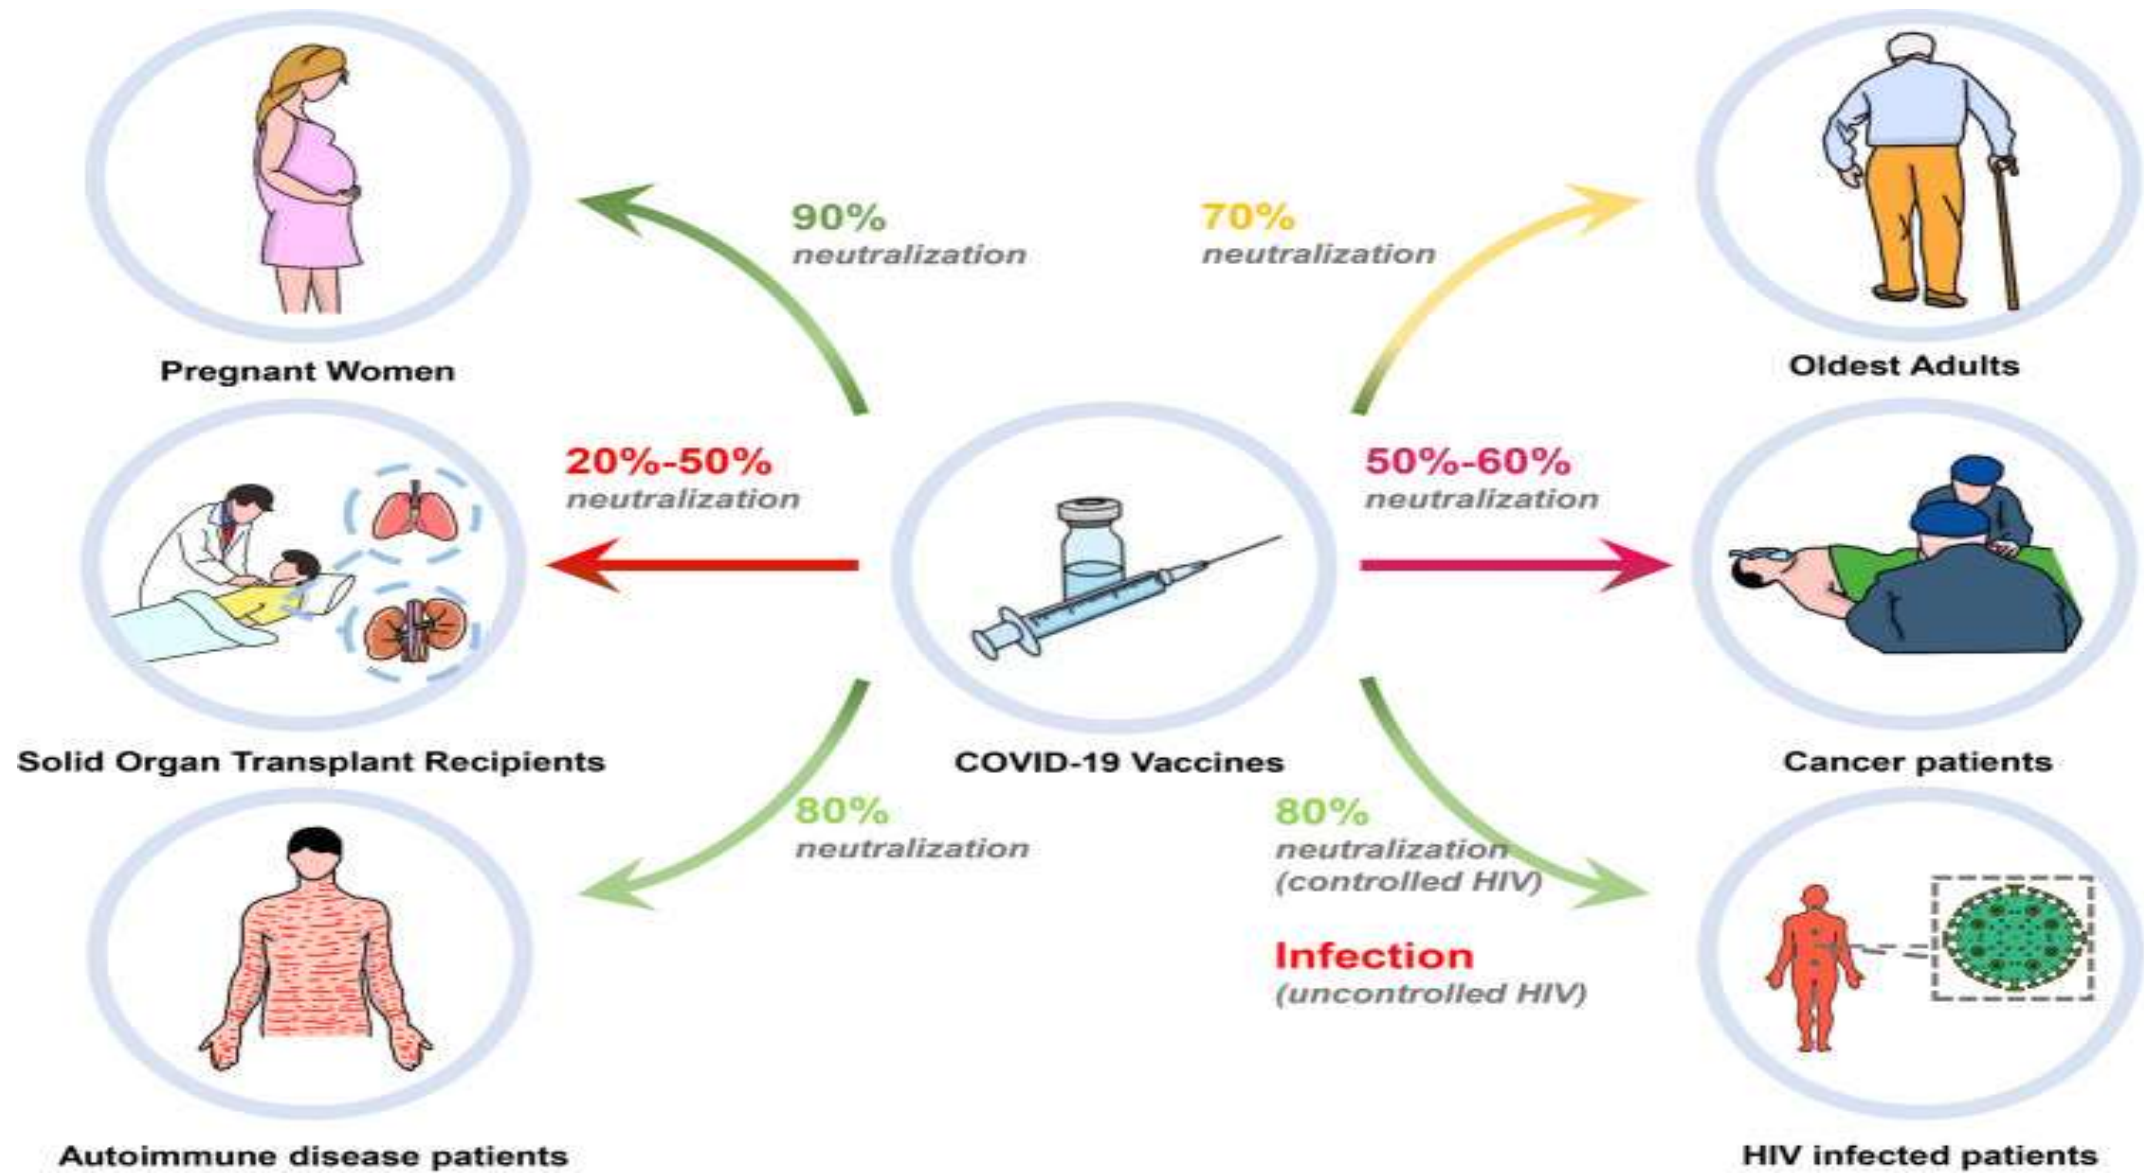 90%
neutralization
70%
neutralization
Pregnant Women
Oldest Adults
20%-50%
neutralization
50%-60%
neutralization
Solid Organ Transplant Recipients
COVID-19 Vaccines
Cancer patients
80%
neutralization
80%
neutralization
(controlled HIV)
Infection
(uncontrolled HIV)
Autoimmune disease patients
HIV infected patients